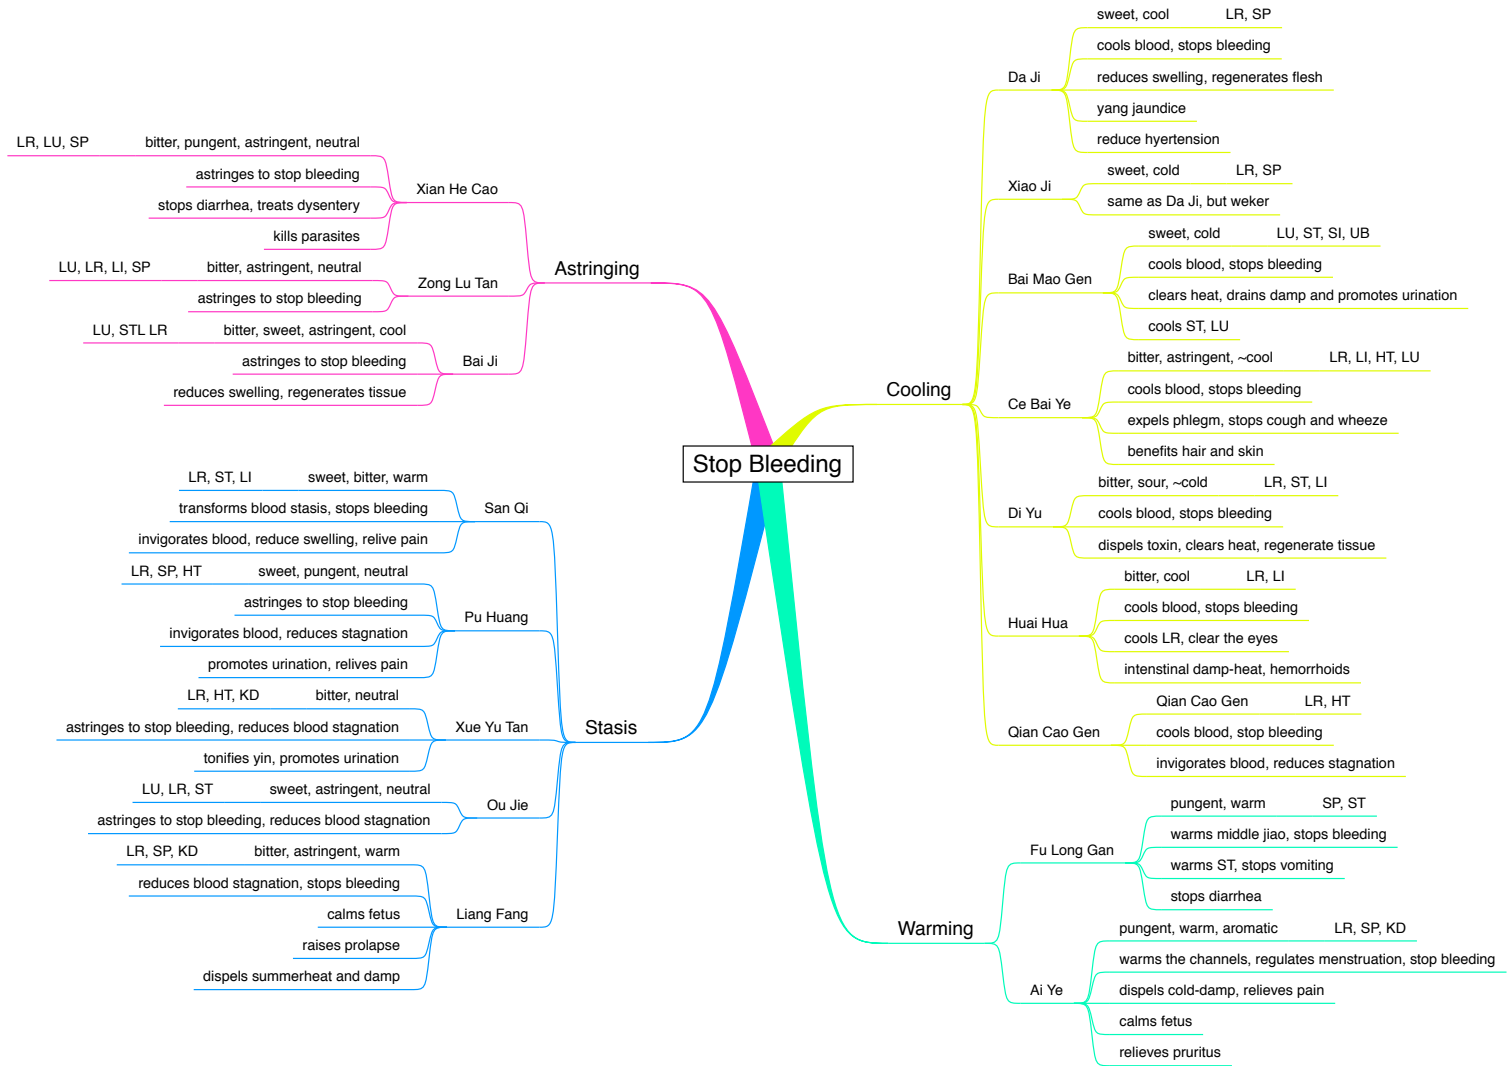 Stop Bleeding
Astringing
Xian He Cao
bitter, pungent, astringent, neutral
LR, LU, SP
astringes to stop bleeding
stops diarrhea, treats dysentery
kills parasites
Zong Lu Tan
bitter, astringent, neutral
LU, LR, LI, SP
astringes to stop bleeding
Bai Ji
bitter, sweet, astringent, cool
LU, STL LR
astringes to stop bleeding
reduces swelling, regenerates tissue
Stasis
San Qi
sweet, bitter, warm
LR, ST, LI
transforms blood stasis, stops bleeding
invigorates blood, reduce swelling, relive pain
Pu Huang
sweet, pungent, neutral
LR, SP, HT
astringes to stop bleeding
invigorates blood, reduces stagnation
promotes urination, relives pain
Xue Yu Tan
bitter, neutral
LR, HT, KD
astringes to stop bleeding, reduces blood stagnation
tonifies yin, promotes urination
Ou Jie
sweet, astringent, neutral
LU, LR, ST
astringes to stop bleeding, reduces blood stagnation
Liang Fang
bitter, astringent, warm
LR, SP, KD
reduces blood stagnation, stops bleeding
calms fetus
raises prolapse
dispels summerheat and damp
Cooling
Da Ji
sweet, cool
LR, SP
cools blood, stops bleeding
reduces swelling, regenerates flesh
yang jaundice
reduce hyertension
Xiao Ji
sweet, cold
LR, SP
same as Da Ji, but weker
Bai Mao Gen
sweet, cold
LU, ST, SI, UB
cools blood, stops bleeding
clears heat, drains damp and promotes urination
cools ST, LU
Ce Bai Ye
bitter, astringent, ~cool
LR, LI, HT, LU
cools blood, stops bleeding
expels phlegm, stops cough and wheeze
benefits hair and skin
Di Yu
bitter, sour, ~cold
LR, ST, LI
cools blood, stops bleeding
dispels toxin, clears heat, regenerate tissue
Huai Hua
bitter, cool
LR, LI
cools blood, stops bleeding
cools LR, clear the eyes
intenstinal damp-heat, hemorrhoids
Qian Cao Gen
Qian Cao Gen
LR, HT
cools blood, stop bleeding
invigorates blood, reduces stagnation
Warming
Fu Long Gan
pungent, warm
SP, ST
warms middle jiao, stops bleeding
warms ST, stops vomiting
stops diarrhea
Ai Ye
pungent, warm, aromatic
LR, SP, KD
warms the channels, regulates menstruation, stop bleeding
dispels cold-damp, relieves pain
calms fetus
relieves pruritus